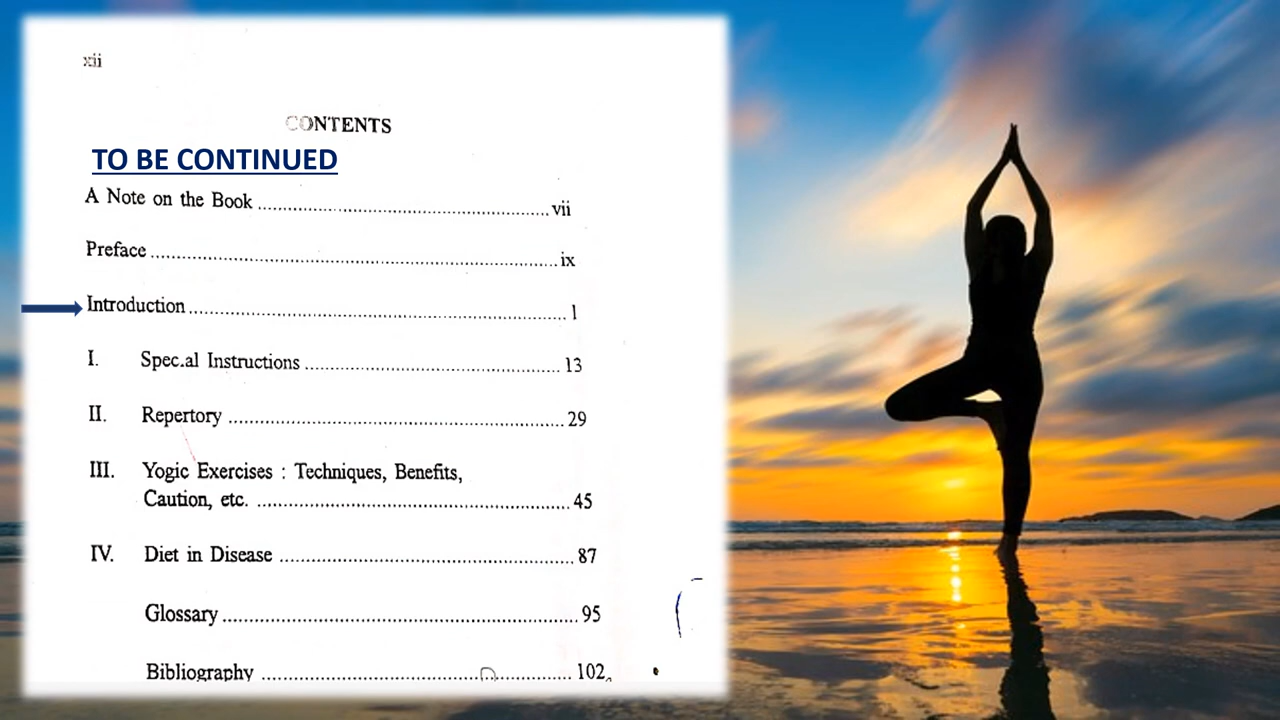 xii
CONTENTS
TO BE CONTINUED
A Note on the Book ........................................ vii
Preface ........................................ ix
Introduction ........................................ 1
I. Spec.al Instructions ........................................ 13
II. Repertory ........................................ 29
III. Yogic Exercises : Techniques, Benefits,
Caution, etc. ........................................ 45
IV. Diet in Disease ........................................ 87
Glossary ........................................ 95
Bibliography ........................................ 102